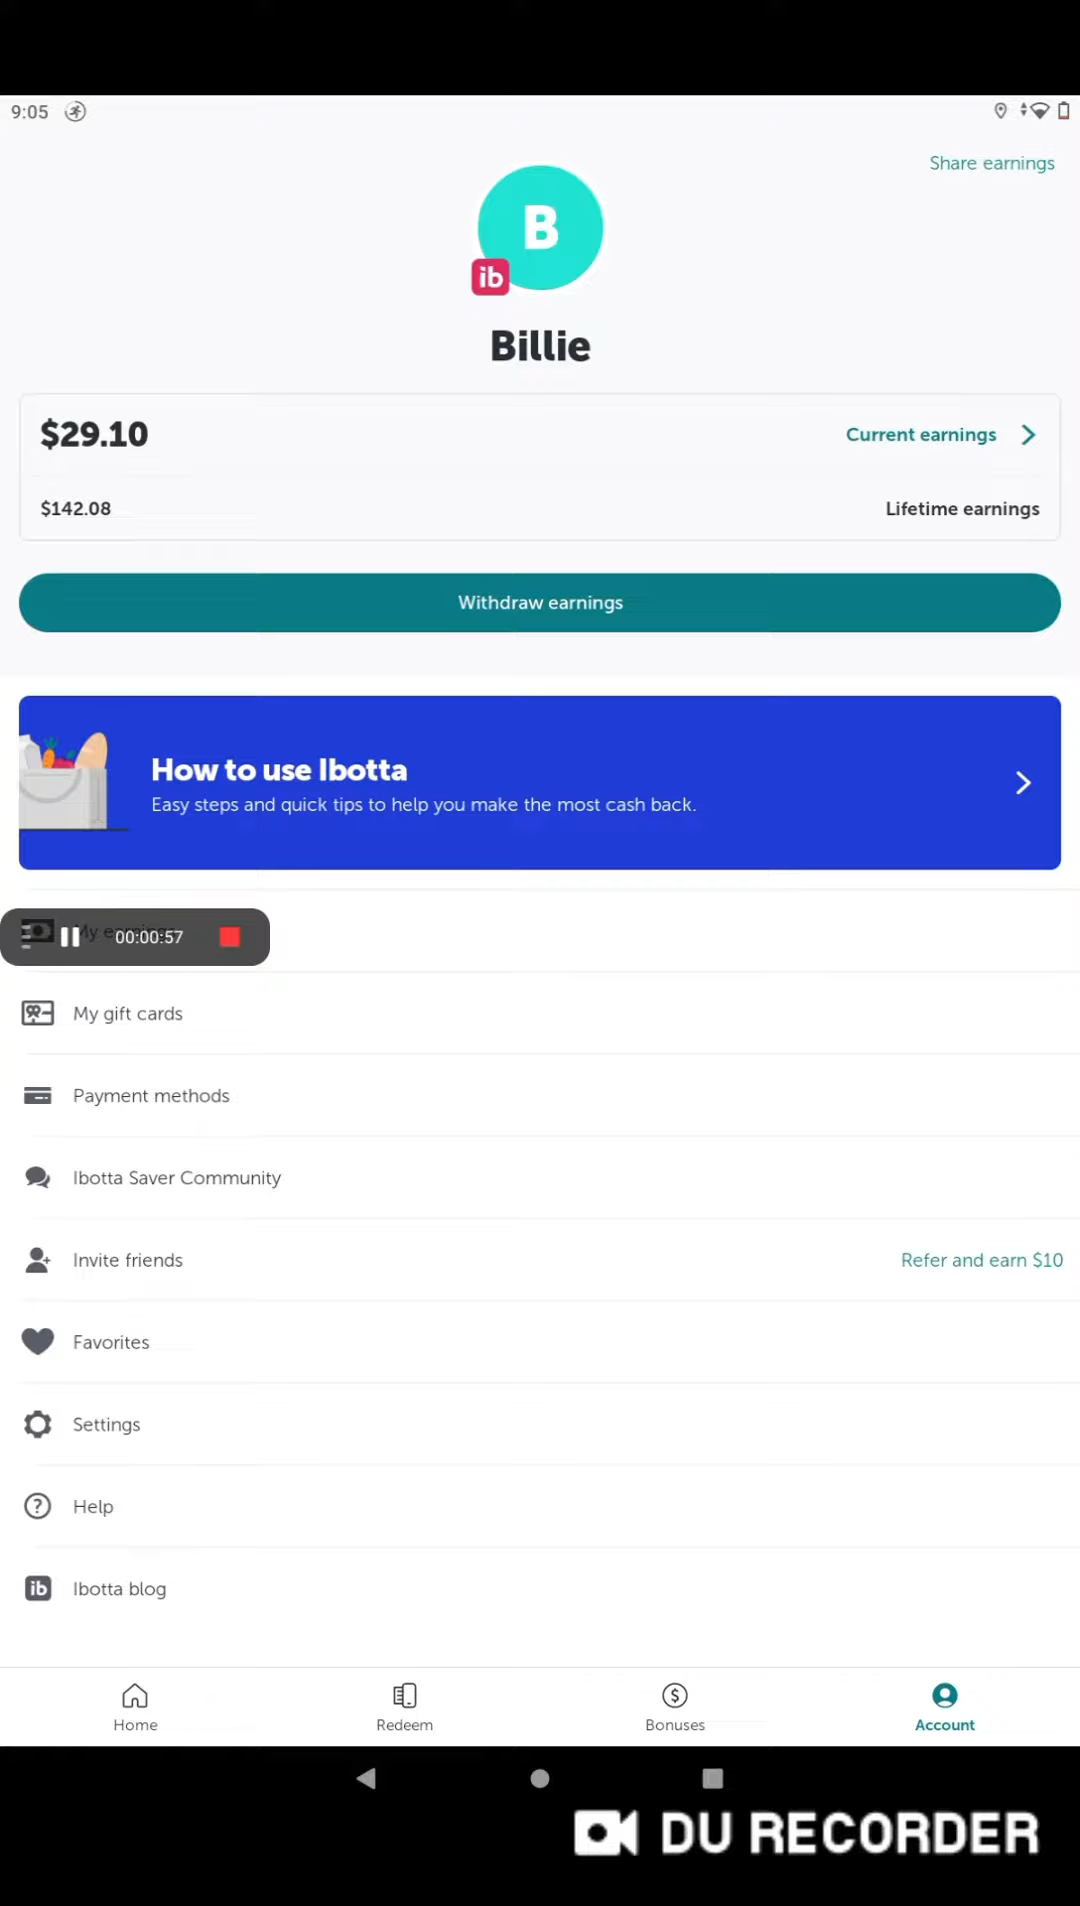 9:05
Share earnings
B
ib
Billie
$29.10 Current earnings
$142.08 Lifetime earnings
Withdraw earnings
How to use Ibotta
Easy steps and quick tips to help you make the most cash back.
My earnings
00:00:57
My gift cards
Payment methods
Ibotta Saver Community
Invite friends Refer and earn $10
Favorites
Settings
? Help
ib Ibotta blog
Home Redeem $ Bonuses Account
DU RECORDER